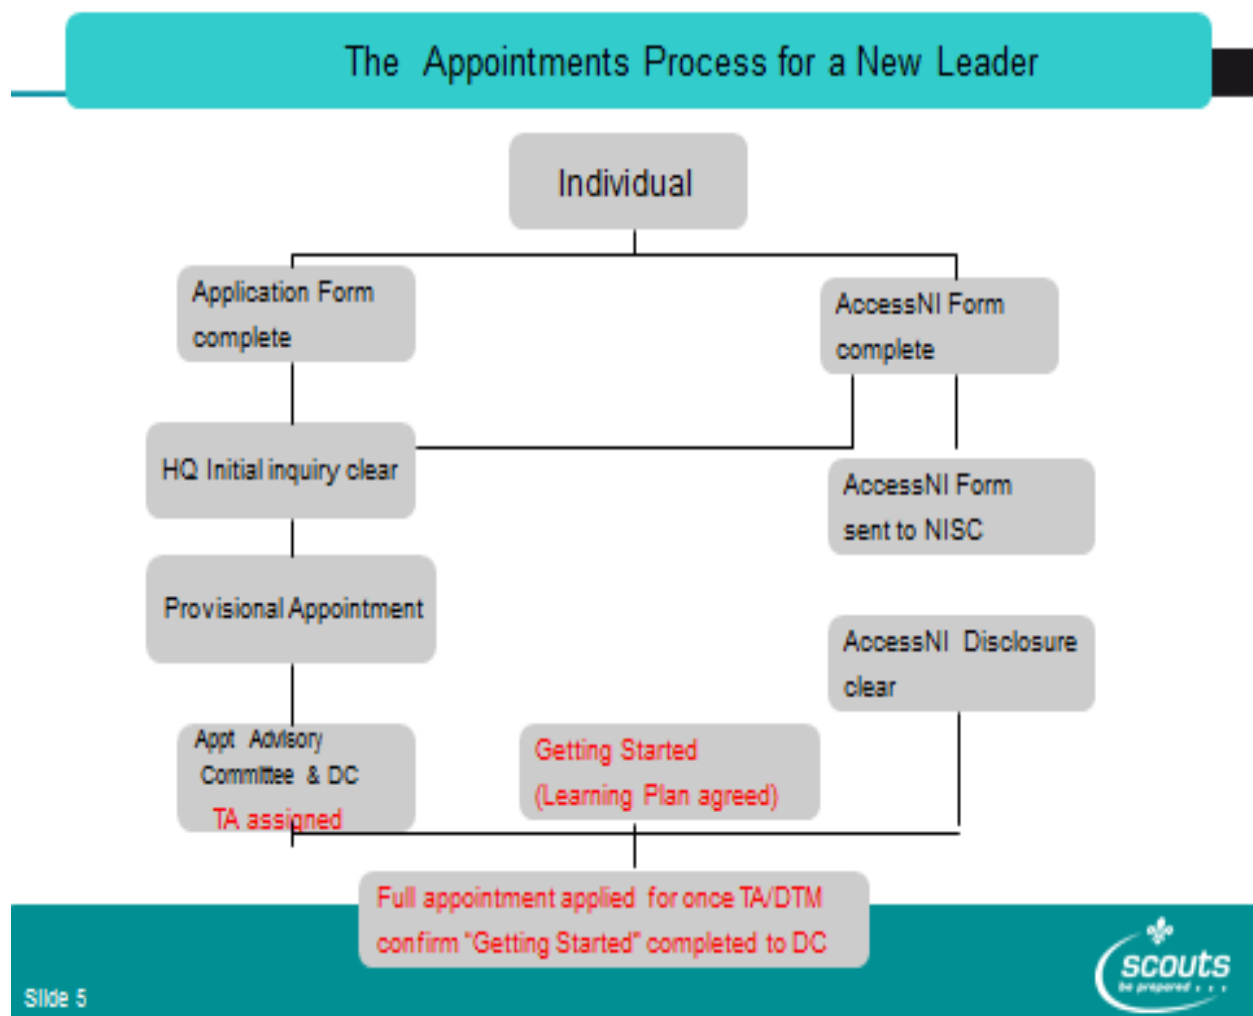 The Appointments Process for a New Leader
Individual
Application Form
complete
AccessNI Form
complete
HQ Initial inquiry clear
AccessNI Form
sent to NISC
Provisional Appointment
AccessNI Disclosure
clear
Appt Advisory
Committee & DC
TA assigned
Getting Started
(Learning Plan agreed)
Full appointment applied for once TA/DTM
confirm "Getting Started" completed to DC
scouts
be prepared . . .
Slide 5